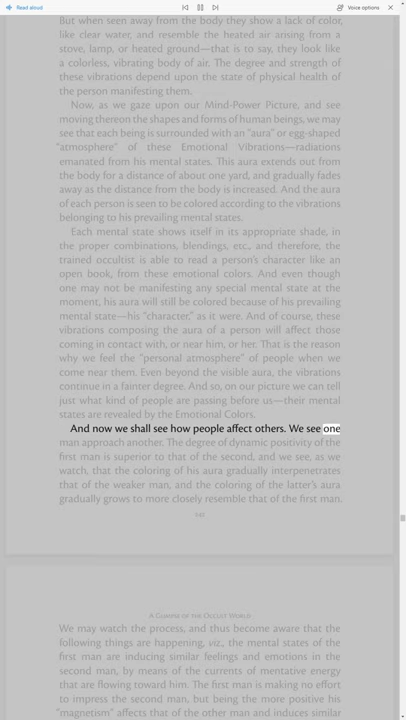 Read aloud
Voice options
But when seen away from the body they show a lack of color,
like clear water, and resemble the heated air arising from a
stove, lamp, or heated ground—that is to say, they look like
a colorless, vibrating body of air. The degree and strength of
these vibrations depend upon the state of physical health of
the person manifesting them.
Now, as we gaze upon our Mind-Power Picture, and see
moving thereon the shapes and forms of human beings, we may
see that each being is surrounded with an "aura" or egg-shaped
"atmosphere" of these Emotional Vibrations—radiations
emanated from his mental states. This aura extends out from
the body for a distance of about one yard, and gradually fades
away as the distance from the body is increased. And the aura
of each person is seen to be colored according to the vibrations
belonging to his prevailing mental states.
Each mental state shows itself in its appropriate shade, in
the proper combinations, blendings, etc., and therefore, the
trained occultist is able to read a person's character like an
open book, from these emotional colors. And even though
one may not be manifesting any special mental state at the
moment, his aura will still be colored because of his prevailing
mental state—his "character," as it were. And of course, these
vibrations composing the aura of a person will affect those
coming in contact with, or near him, or her. That is the reason
why we feel the "personal atmosphere" of people when we
come near them. Even beyond the visible aura, the vibrations
continue in a fainter degree. And so, on our picture we can tell
just what kind of people are passing before us—their mental
states are revealed by the Emotional Colors.
And now we shall see how people affect others. We see one
man approach another. The degree of dynamic positivity of the
first man is superior to that of the second, and we see, as we
watch, that the coloring of his aura gradually interpenetrates
that of the weaker man, and the coloring of the latter's aura
gradually grows to more closely resemble that of the first man.
A Glimpse of the Occult World
We may watch the process, and thus become aware that the
following things are happening, viz., the mental states of the
first man are inducing similar feelings and emotions in the
second man, by means of the currents of mentative energy
that are flowing toward him. The first man is making no effort
to impress the second man, but being the more positive his
"magnetism" affects that of the other man and induces similar